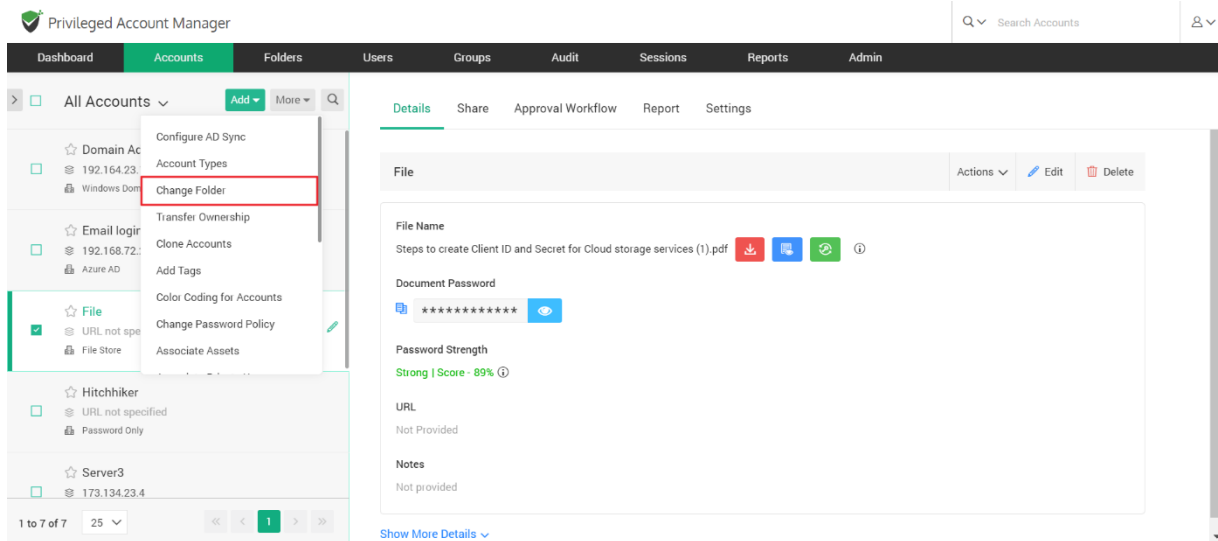 Privileged Account Manager
Search Accounts
Dashboard Accounts Folders Users Groups Audit Sessions Reports Admin
All Accounts Add More
Details Share Approval Workflow Report Settings
Configure AD Sync
Account Types
Change Folder
Transfer Ownership
Clone Accounts
Add Tags
Color Coding for Accounts
Change Password Policy
Associate Assets
Domain
192.164.23.
Windows
Email login
192.168.72.
Azure AD
File
URL not
File Store
Hitchhiker
URL not specified
Password Only
Server3
173.134.23.4
1 to 7 of 7 25 << < 1 > >>
File Actions Edit Delete
File Name
Steps to create Client ID and Secret for Cloud storage services (1).pdf
Document Password
************
Password Strength
Strong | Score - 89%
URL
Not Provided
Notes
Not provided
Show More Details